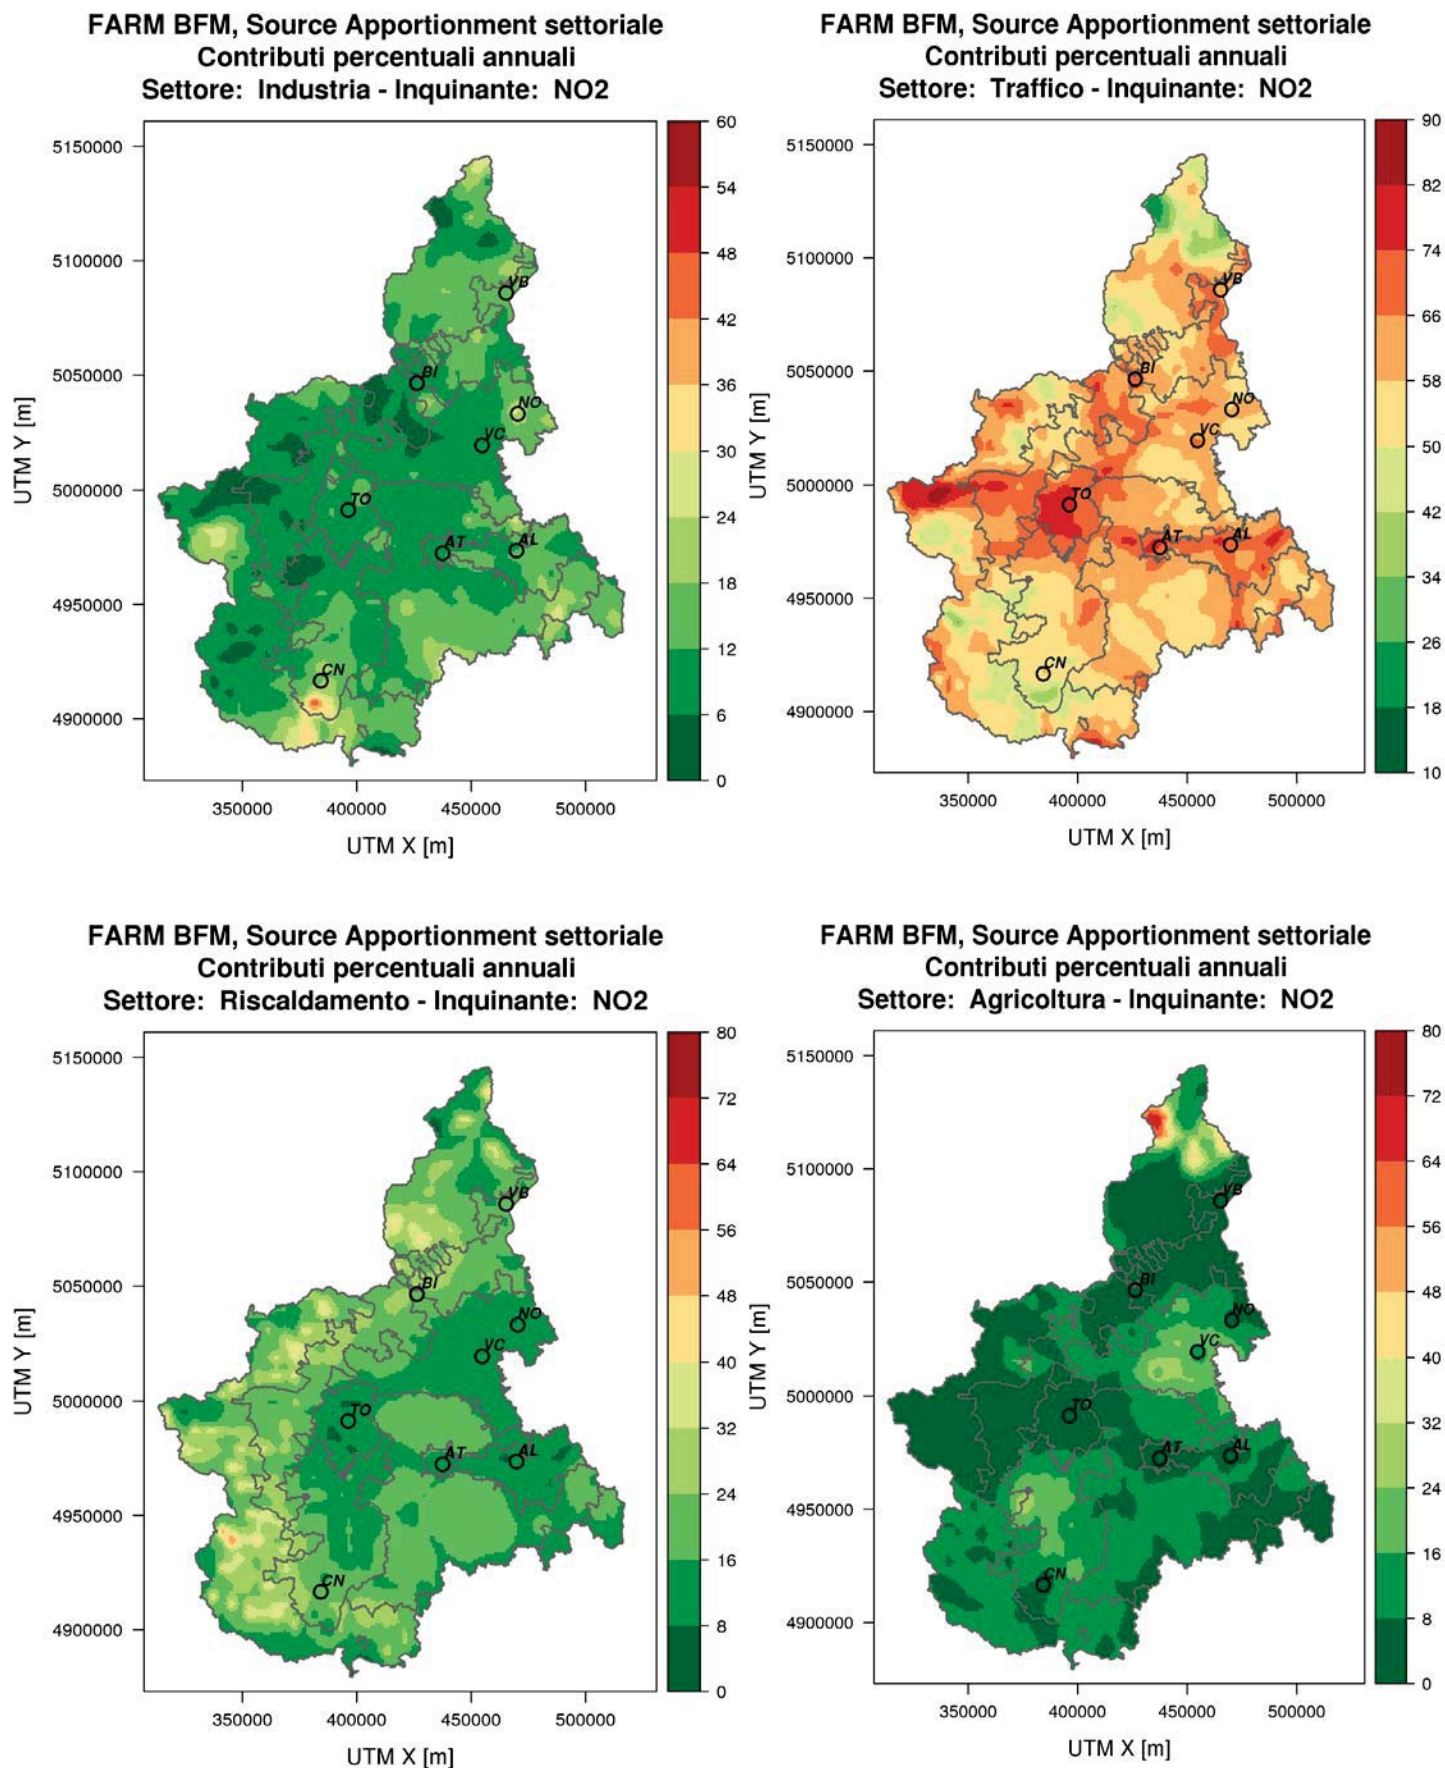 FARM BFM, Source Apportionment settoriale
Contributi percentuali annuali
Settore: Industria - Inquinante: NO2
5150000
5100000
5050000
5000000
4950000
4900000
UTM Y [m]
350000 400000 450000 500000
UTM X [m]
VB
BI
NO
VC
TO
AT
AL
CN
60
54
48
42
36
30
24
18
12
6
0
FARM BFM, Source Apportionment settoriale
Contributi percentuali annuali
Settore: Traffico - Inquinante: NO2
5150000
5100000
5050000
5000000
4950000
4900000
UTM Y [m]
350000 400000 450000 500000
UTM X [m]
VB
BI
NO
VC
TO
AT
AL
CN
90
82
74
66
58
50
42
34
26
18
10
FARM BFM, Source Apportionment settoriale
Contributi percentuali annuali
Settore: Riscaldamento - Inquinante: NO2
5150000
5100000
5050000
5000000
4950000
4900000
UTM Y [m]
350000 400000 450000 500000
UTM X [m]
VB
BI
NO
VC
TO
AT
AL
CN
80
72
64
56
48
40
32
24
16
8
0
FARM BFM, Source Apportionment settoriale
Contributi percentuali annuali
Settore: Agricoltura - Inquinante: NO2
5150000
5100000
5050000
5000000
4950000
4900000
UTM Y [m]
350000 400000 450000 500000
UTM X [m]
VB
BI
NO
VC
TO
AT
AL
CN
80
72
64
56
48
40
32
24
16
8
0